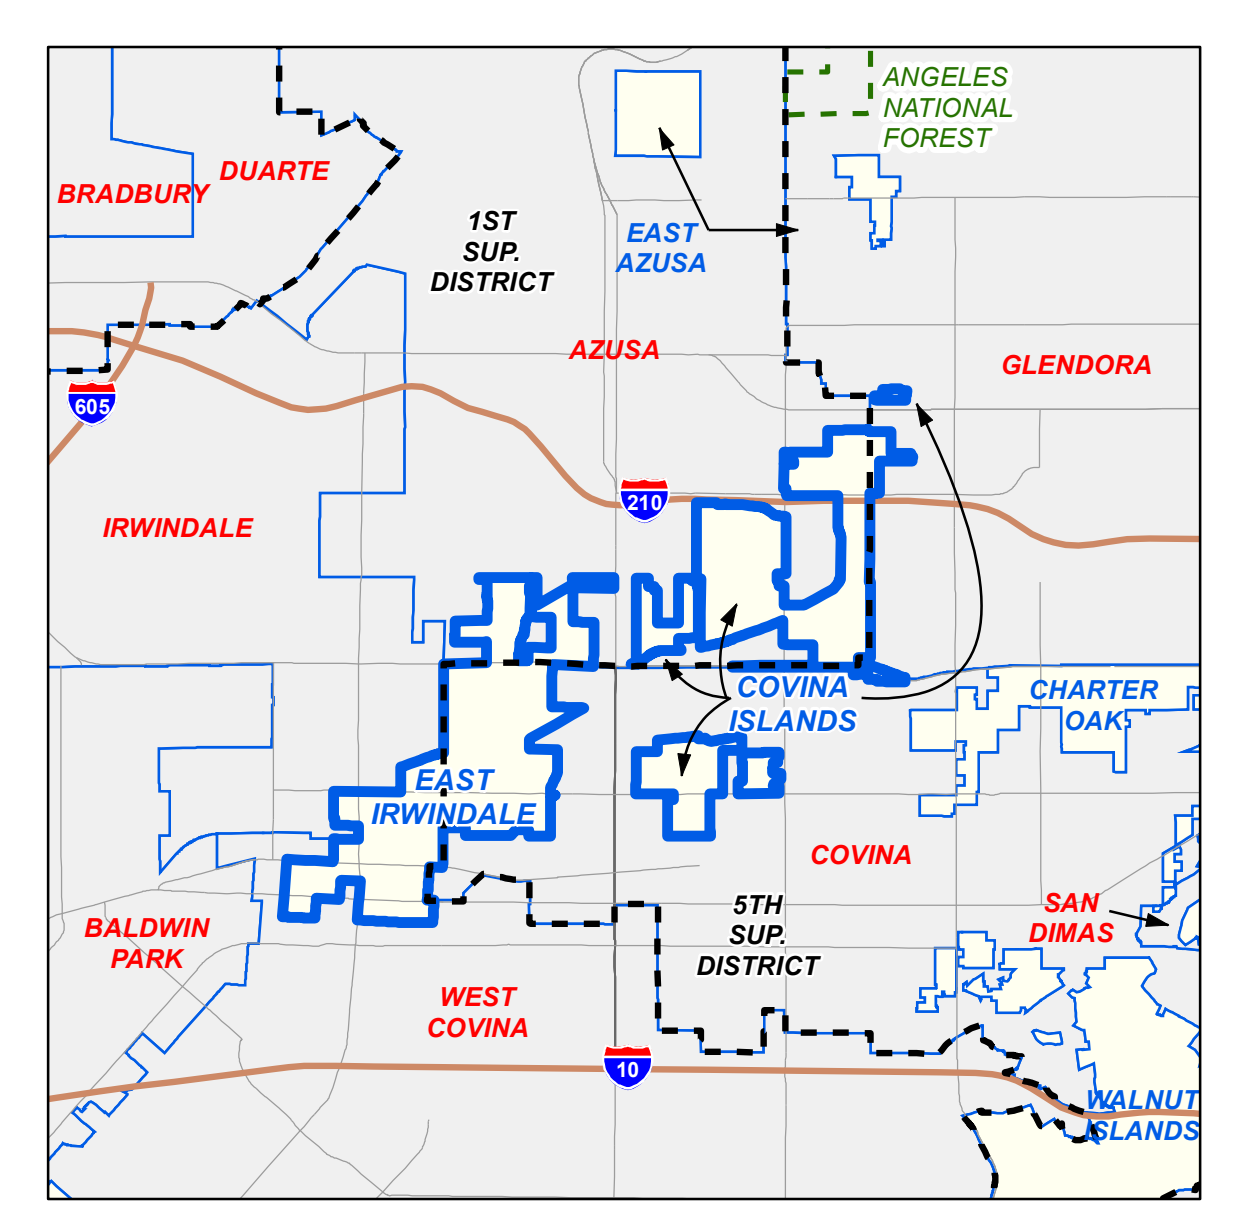 ANGELES
NATIONAL
FOREST
DUARTE
BRADBURY
1ST
SUP.
DISTRICT
EAST
AZUSA
AZUSA
GLENDORA
605
210
IRWINDALE
COVINA
ISLANDS
CHARTER
OAK
EAST
IRWINDALE
COVINA
SAN
DIMAS
5TH
SUP.
DISTRICT
BALDWIN
PARK
WEST
COVINA
10
WALNUT
ISLANDS